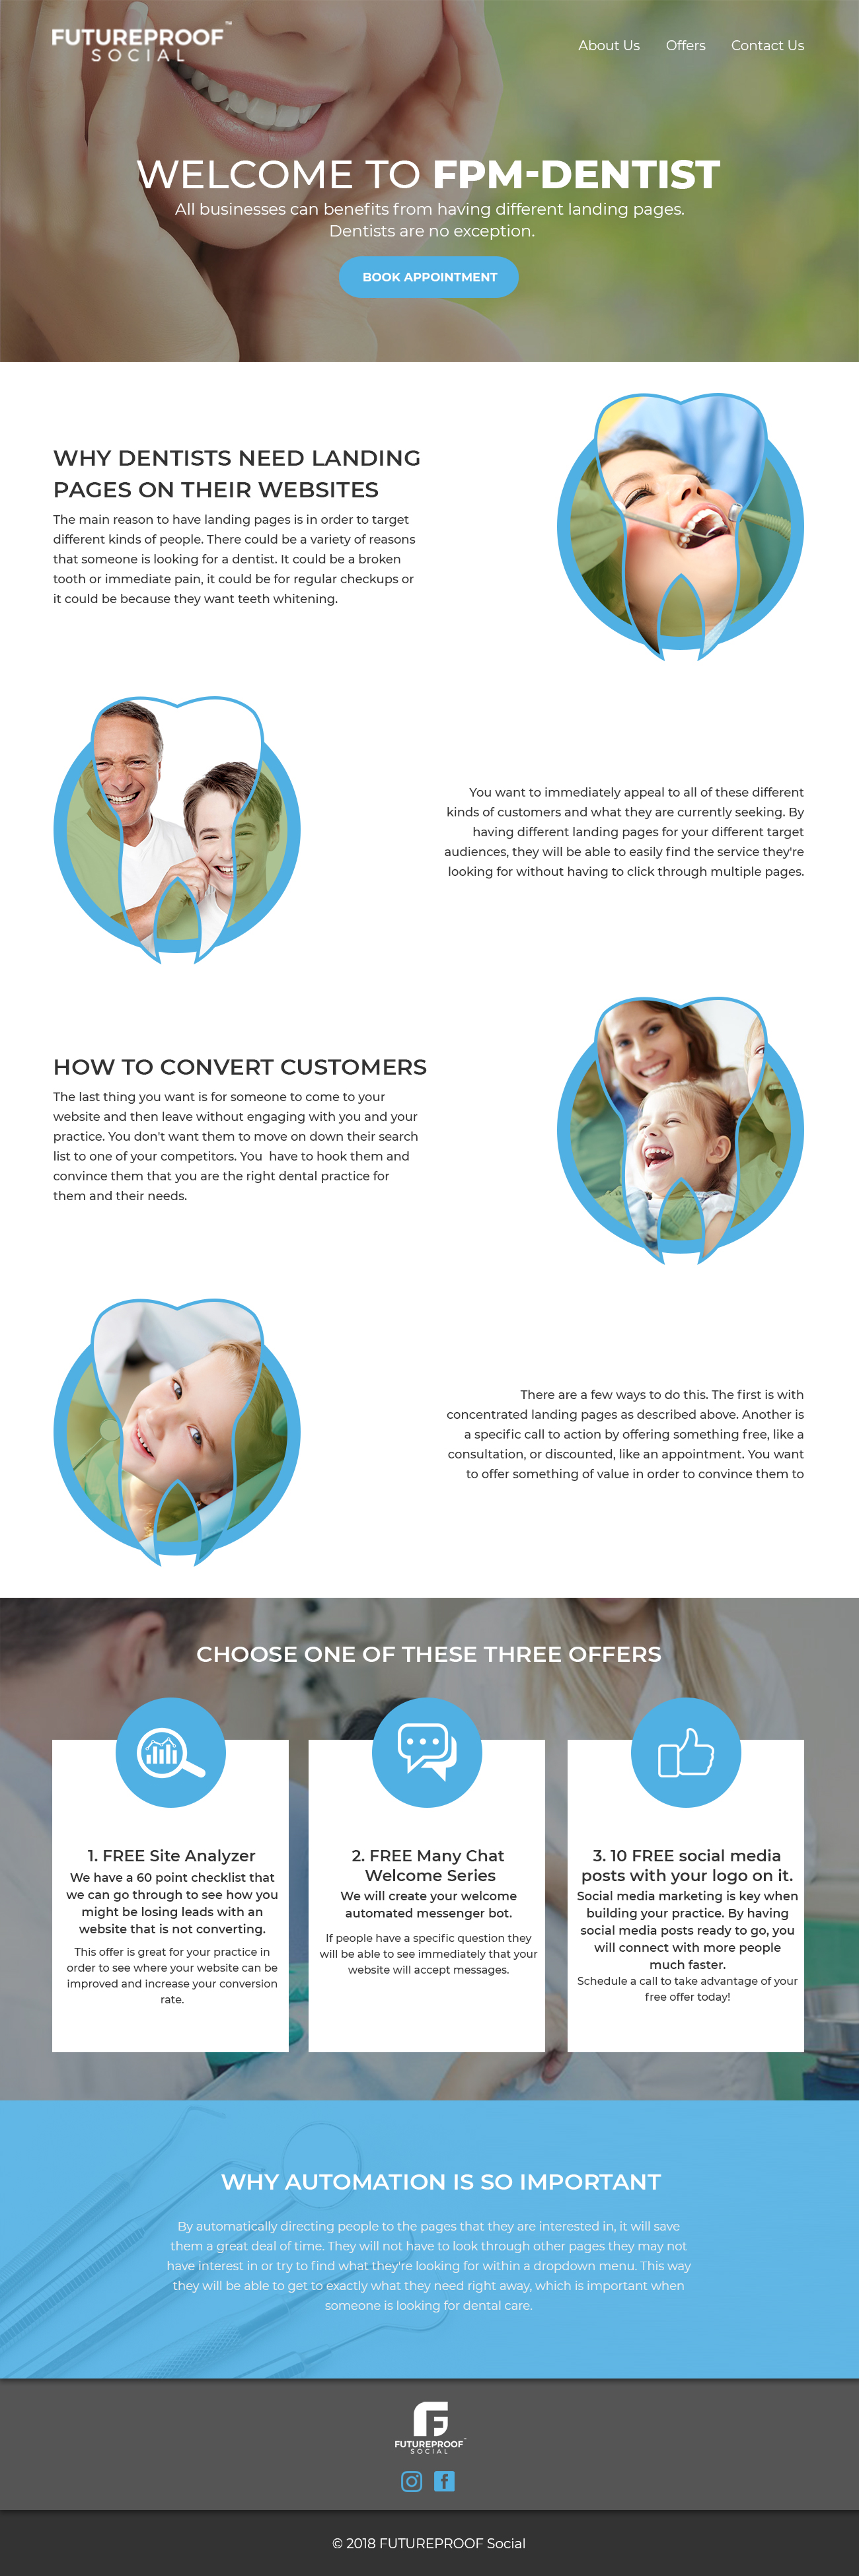 FUTUREPROOF™
SOCIAL
About Us
Offers
Contact Us
WELCOME TO FPM-DENTIST
All businesses can benefits from having different landing pages.
Dentists are no exception.
BOOK APPOINTMENT
WHY DENTISTS NEED LANDING
PAGES ON THEIR WEBSITES
The main reason to have landing pages is in order to target
different kinds of people. There could be a variety of reasons
that someone is looking for a dentist. It could be a broken
tooth or immediate pain, it could be for regular checkups or
it could be because they want teeth whitening.
You want to immediately appeal to all of these different
kinds of customers and what they are currently seeking. By
having different landing pages for your different target
audiences, they will be able to easily find the service they're
looking for without having to click through multiple pages.
HOW TO CONVERT CUSTOMERS
The last thing you want is for someone to come to your
website and then leave without engaging with you and your
practice. You don't want them to move on down their search
list to one of your competitors. You  have to hook them and
convince them that you are the right dental practice for
them and their needs.
There are a few ways to do this. The first is with
concentrated landing pages as described above. Another is
a specific call to action by offering something free, like a
consultation, or discounted, like an appointment. You want
to offer something of value in order to convince them to
CHOOSE ONE OF THESE THREE OFFERS
1. FREE Site Analyzer
We have a 60 point checklist that
we can go through to see how you
might be losing leads with an
website that is not converting.
This offer is great for your practice in
order to see where your website can be
improved and increase your conversion
rate.
2. FREE Many Chat
Welcome Series
We will create your welcome
automated messenger bot.
If people have a specific question they
will be able to see immediately that your
website will accept messages.
3. 10 FREE social media
posts with your logo on it.
Social media marketing is key when
building your practice. By having
social media posts ready to go, you
will connect with more people
much faster.
Schedule a call to take advantage of your
free offer today!
WHY AUTOMATION IS SO IMPORTANT
By automatically directing people to the pages that they are interested in, it will save
them a great deal of time. They will not have to look through other pages they may not
have interest in or try to find what they're looking for within a dropdown menu. This way
they will be able to get to exactly what they need right away, which is important when
someone is looking for dental care.
FUTUREPROOF™
SOCIAL
© 2018 FUTUREPROOF Social